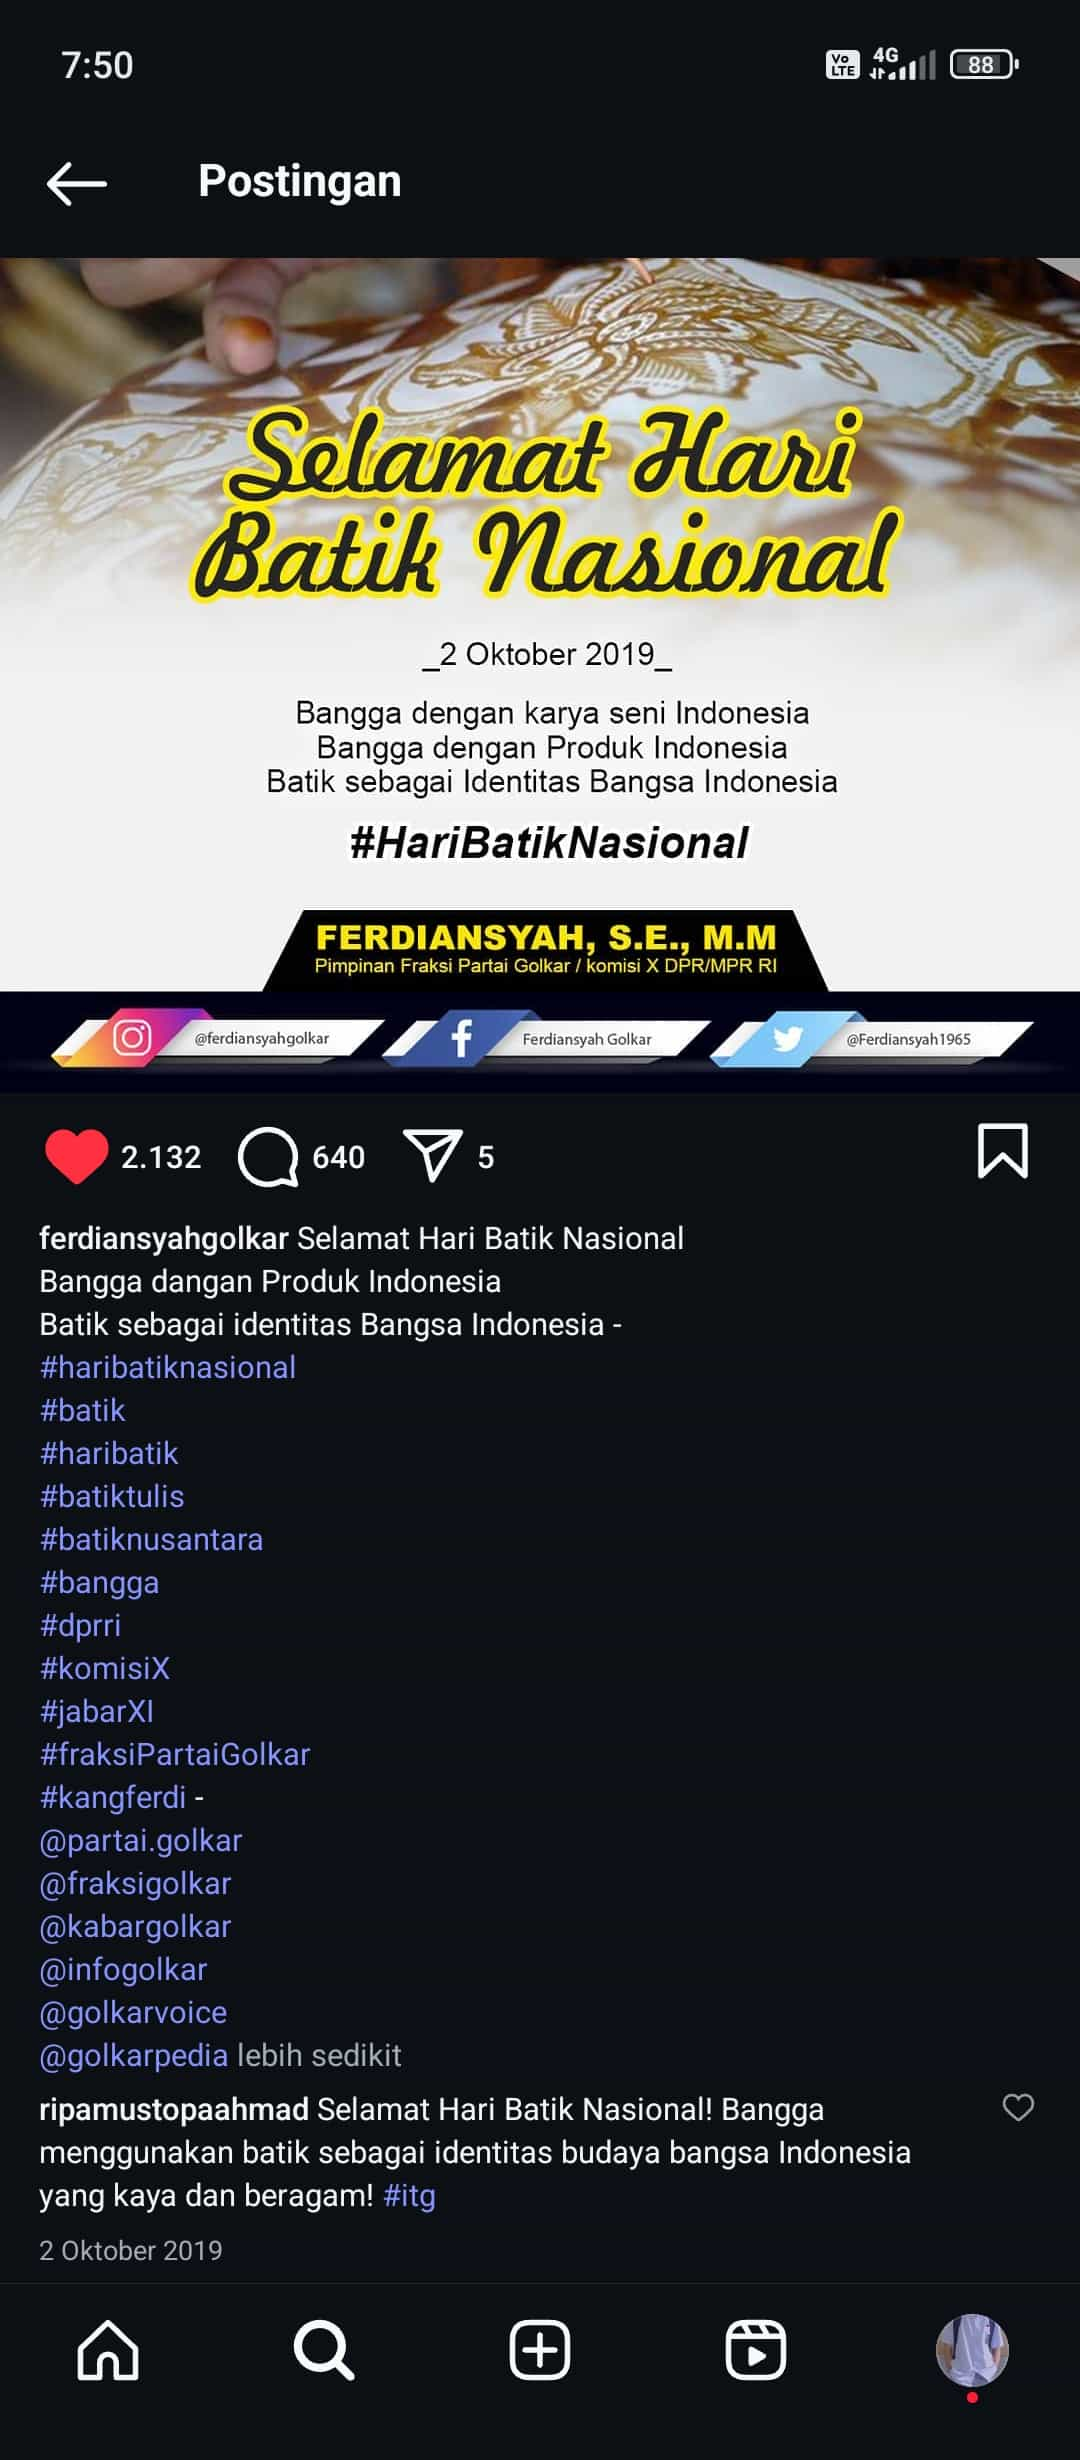 7:50
Vo LTE 4G 88
Postingan
Selamat Hari
Batik Nasional
_2 Oktober 2019_
Bangga dengan karya seni Indonesia
Bangga dengan Produk Indonesia
Batik sebagai Identitas Bangsa Indonesia
#HariBatikNasional
FERDIANSYAH, S.E., M.M
Pimpinan Fraksi Partai Golkar / komisi X DPR/MPR RI
@ferdiansyahgolkar f Ferdiansyah Golkar @Ferdiansyah1965
2.132 640 5
ferdiansyahgolkar Selamat Hari Batik Nasional
Bangga dangan Produk Indonesia
Batik sebagai identitas Bangsa Indonesia -
#haribatiknasional
#batik
#haribatik
#batiktulis
#batiknusantara
#bangga
#dprri
#komisiX
#jabarXI
#fraksiPartaiGolkar
#kangferdi -
@partai.golkar
@fraksigolkar
@kabargolkar
@infogolkar
@golkarvoice
@golkarpedia lebih sedikit
ripamustopaahmad Selamat Hari Batik Nasional! Bangga
menggunakan batik sebagai identitas budaya bangsa Indonesia
yang kaya dan beragam! #itg
2 Oktober 2019